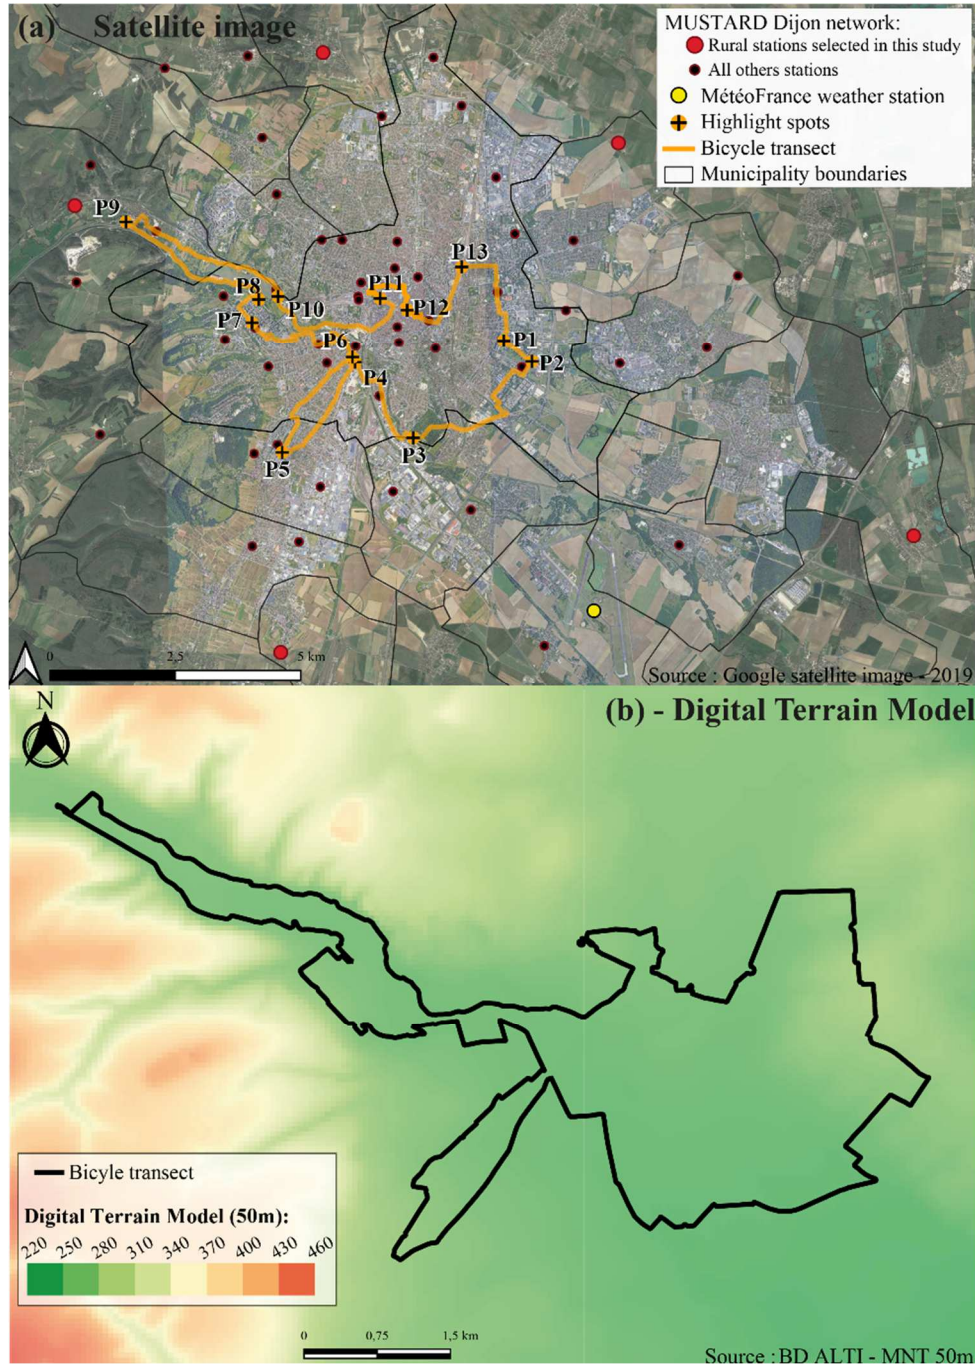 (a) Satellite image
MUSTARD Dijon network:
Rural stations selected in this study
All others stations
MétéoFrance weather station
Highlight spots
Bicycle transect
Municipality boundaries
P9
P13
P8
P10
P11
P12
P7
P6
P1
P2
P4
P3
P5
0 2,5 5 km
Source : Google satellite image - 2019
N
(b) - Digital Terrain Model
Bicyle transect
Digital Terrain Model (50m):
220 250 280 310 340 370 400 430 460
0 0,75 1,5 km
Source : BD ALTI - MNT 50m